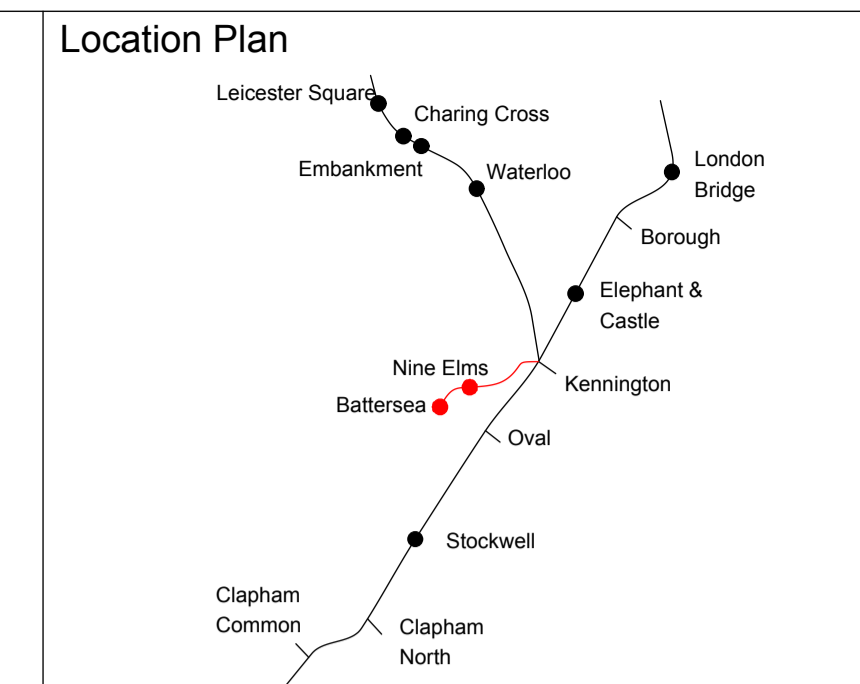 Location Plan
Leicester Square
Charing Cross
Embankment
Waterloo
London
Bridge
Borough
Elephant &
Castle
Nine Elms
Kennington
Battersea
Oval
Stockwell
Clapham
Common
Clapham
North